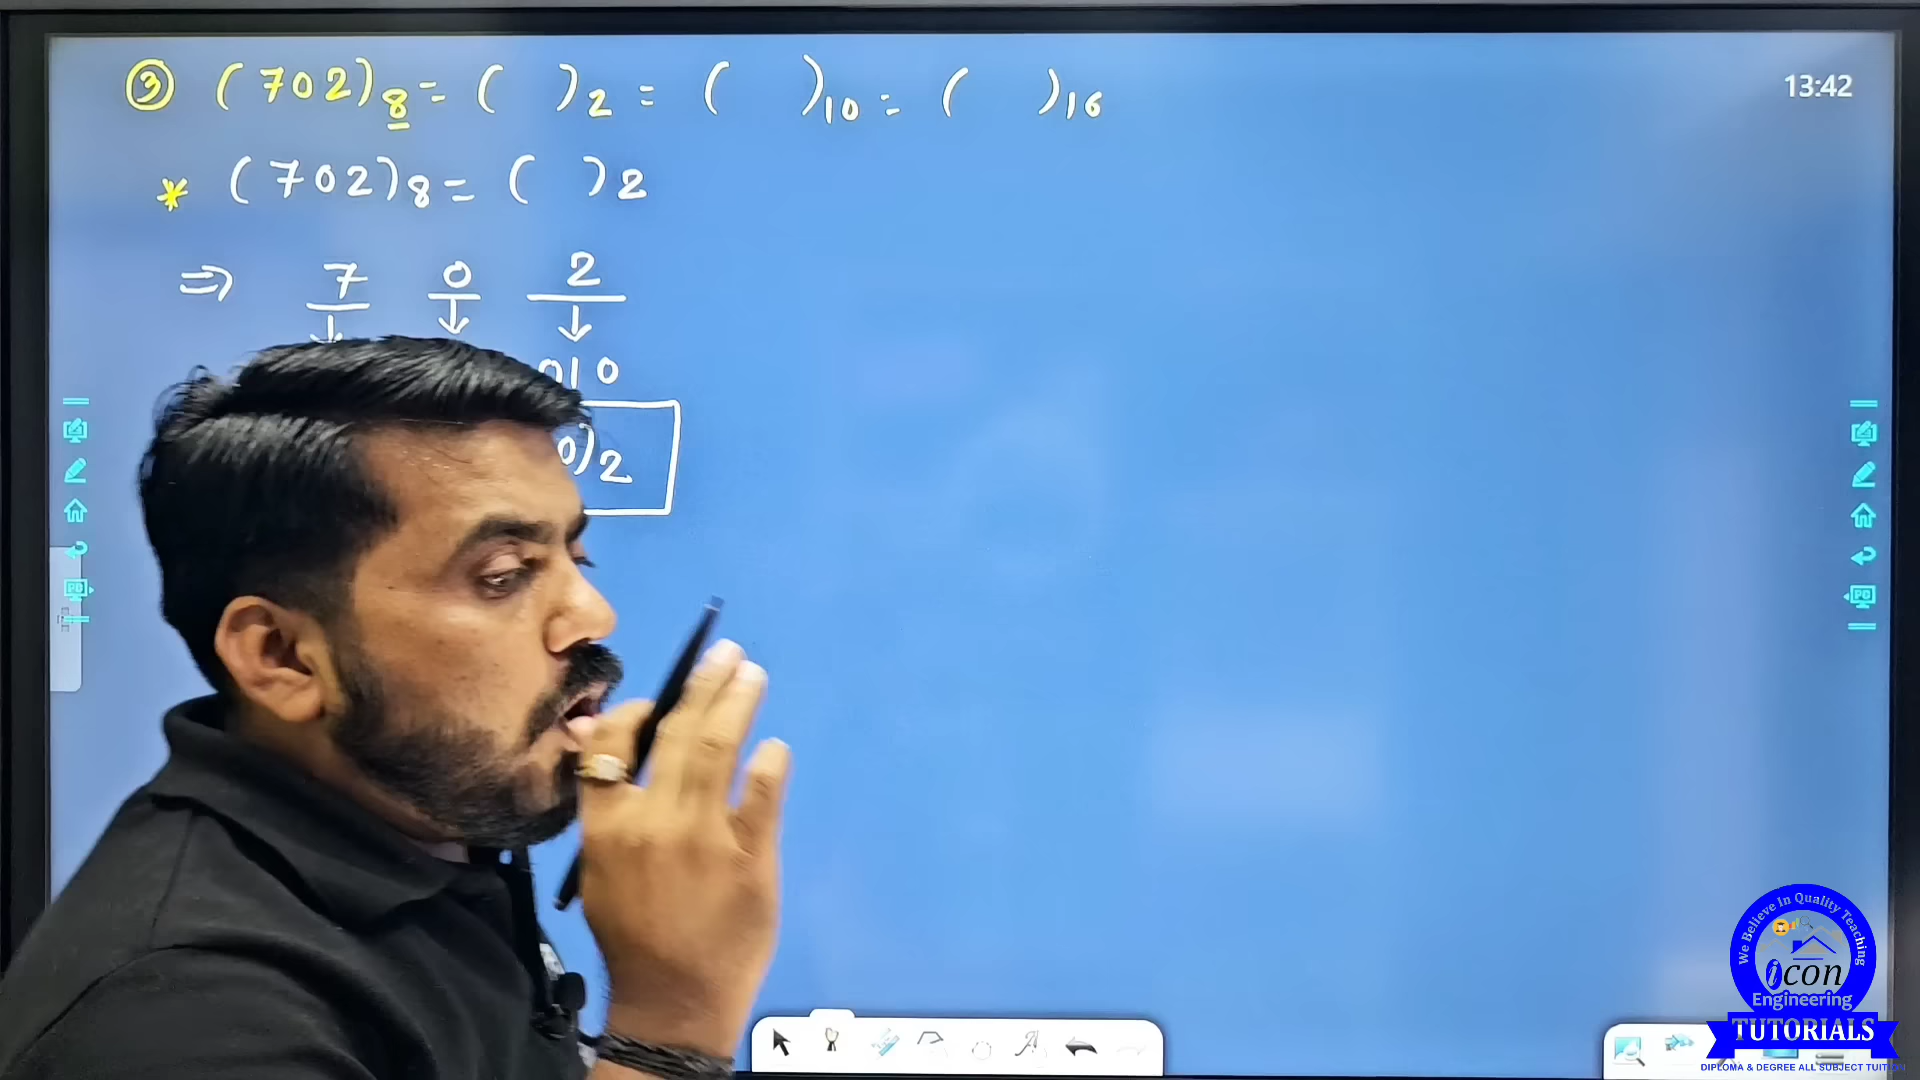 ③ (702)8 = ( )2 = ( )10 = ( )16
13:42
* (702)8 = ( )2
⇒ 7 0 2
↓ ↓ ↓
010
0)2
We Believe In Quality Teaching
icon
Engineering
TUTORIALS
DIPLOMA & DEGREE ALL SUBJECT TUITION